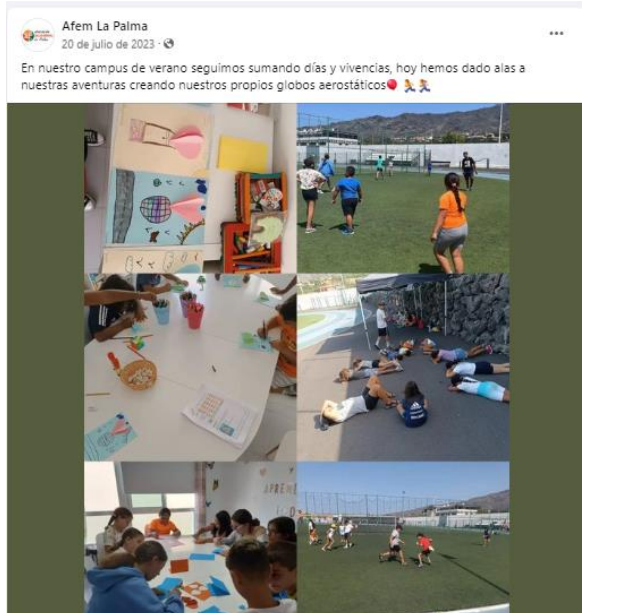 Afem La Palma
20 de julio de 2023 ·
En nuestro campus de verano seguimos sumando días y vivencias, hoy hemos dado alas a
nuestras aventuras creando nuestros propios globos aerostáticos
APREN